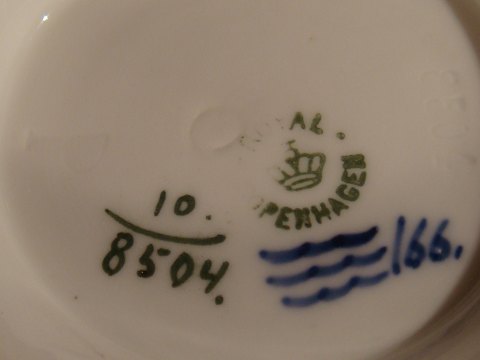 AL.
PENHAGEN
10.
8504.
166.